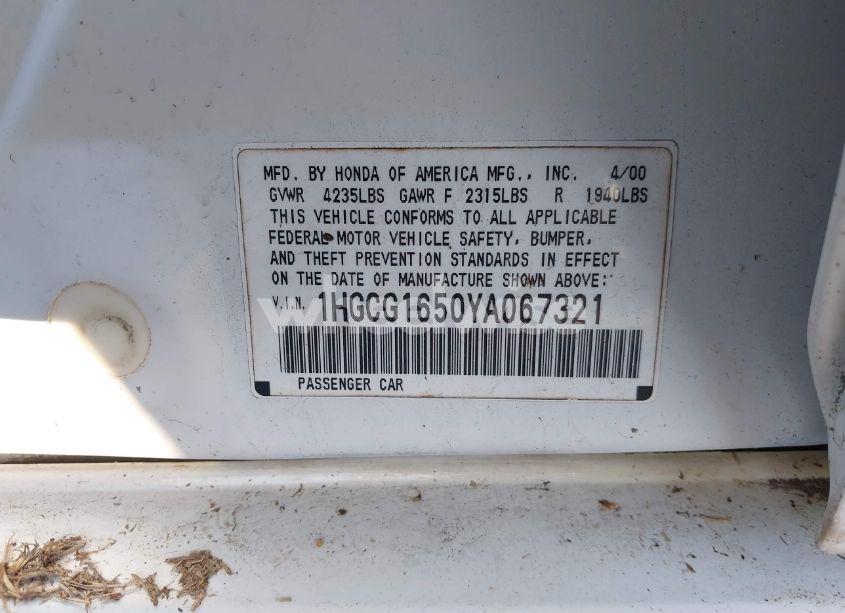 MFD. BY HONDA OF AMERICA MFG., INC. 4/00
GVWR 4235LBS GAWR F 2315LBS R 1940LBS
THIS VEHICLE CONFORMS TO ALL APPLICABLE
FEDERAL MOTOR VEHICLE SAFETY, BUMPER,
AND THEFT PREVENTION STANDARDS IN EFFECT
ON THE DATE OF MANUFACTURE SHOWN ABOVE:
V.I.N. 1HGCG1650YA067321
PASSENGER CAR